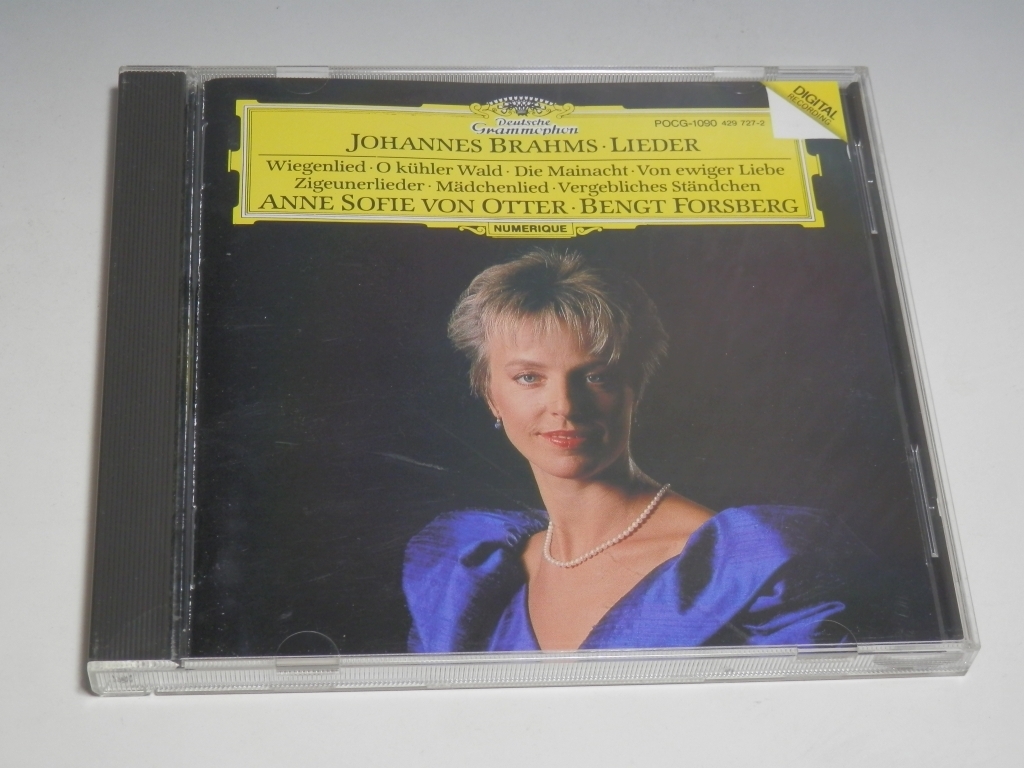 Deutsche
Grammophon
POCG-1090 429 727-2
DIGITAL
RECORDING
JOHANNES BRAHMS · LIEDER
Wiegenlied · O kühler Wald · Die Mainacht · Von ewiger Liebe
Zigeunerlieder · Mädchenlied · Vergebliches Ständchen
ANNE SOFIE VON OTTER · BENGT FORSBERG
NUMERIQUE